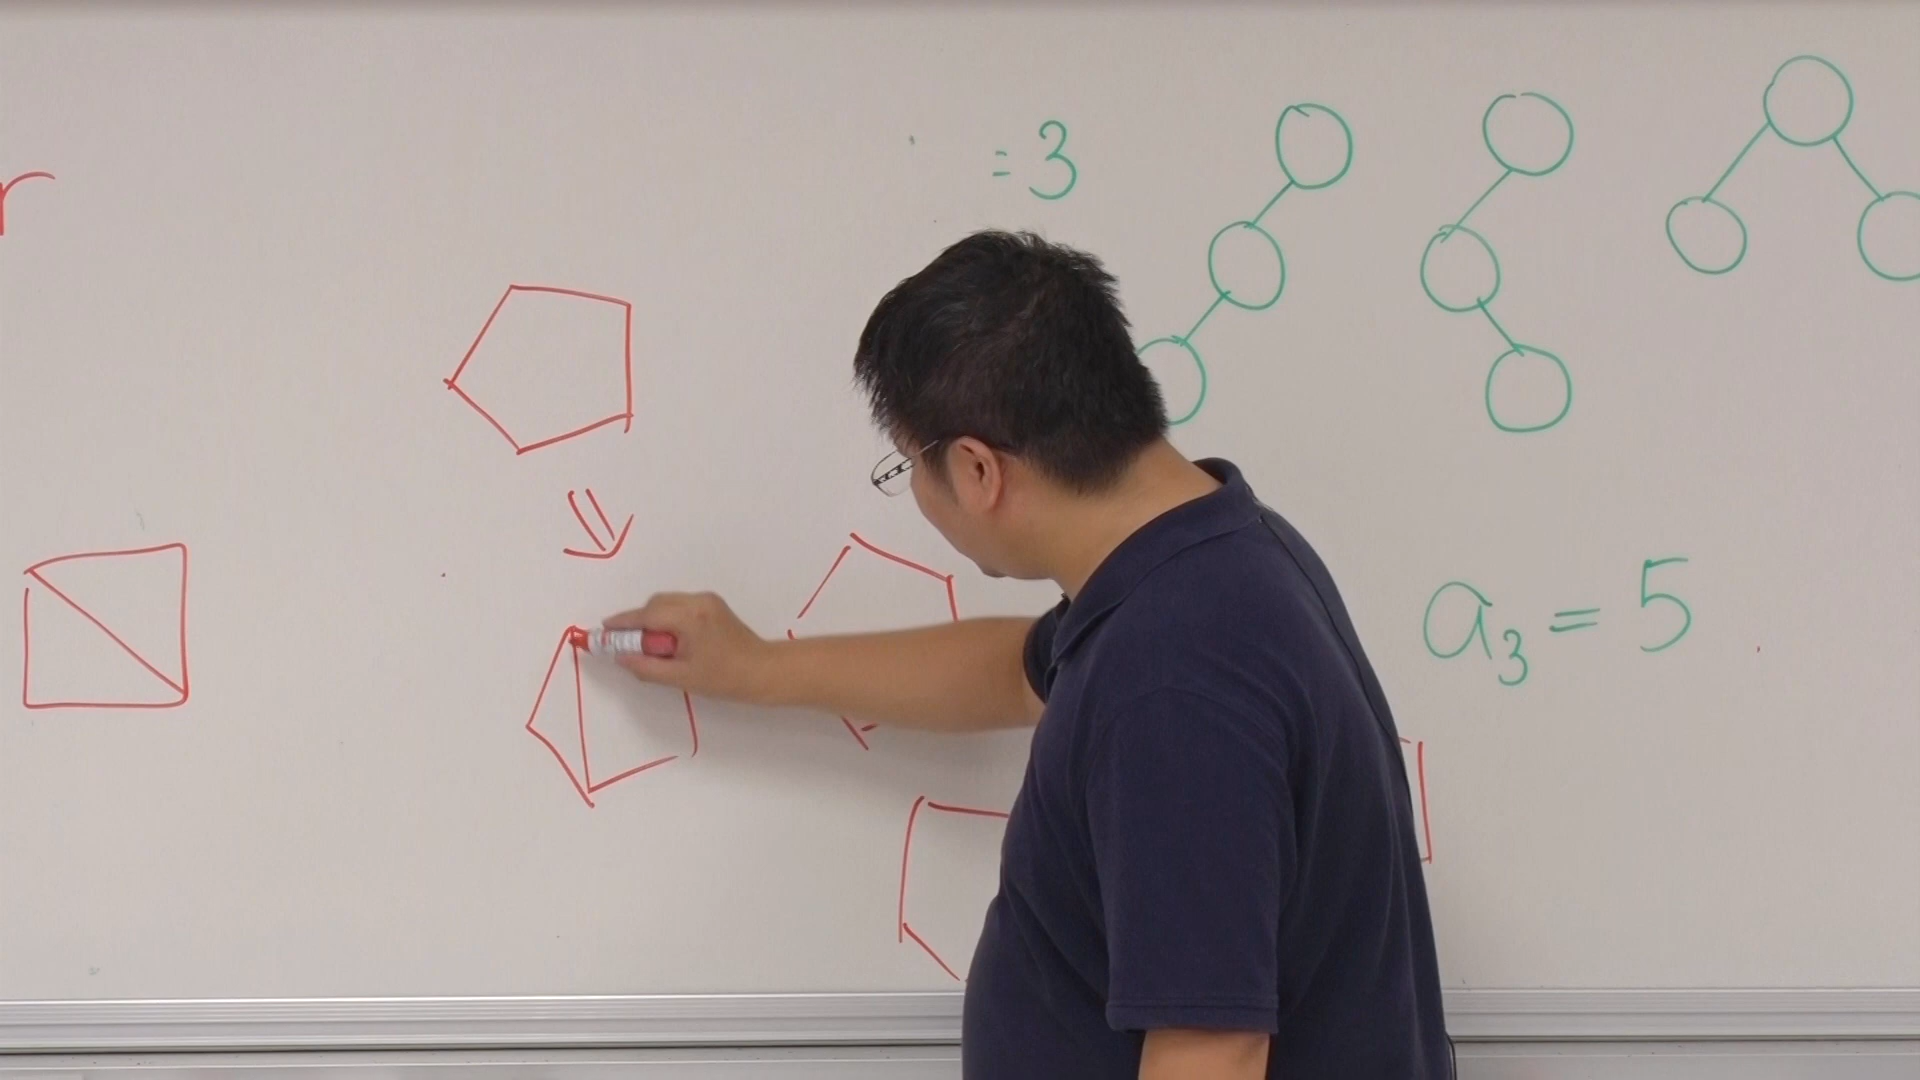 r
= 3
a₃ = 5